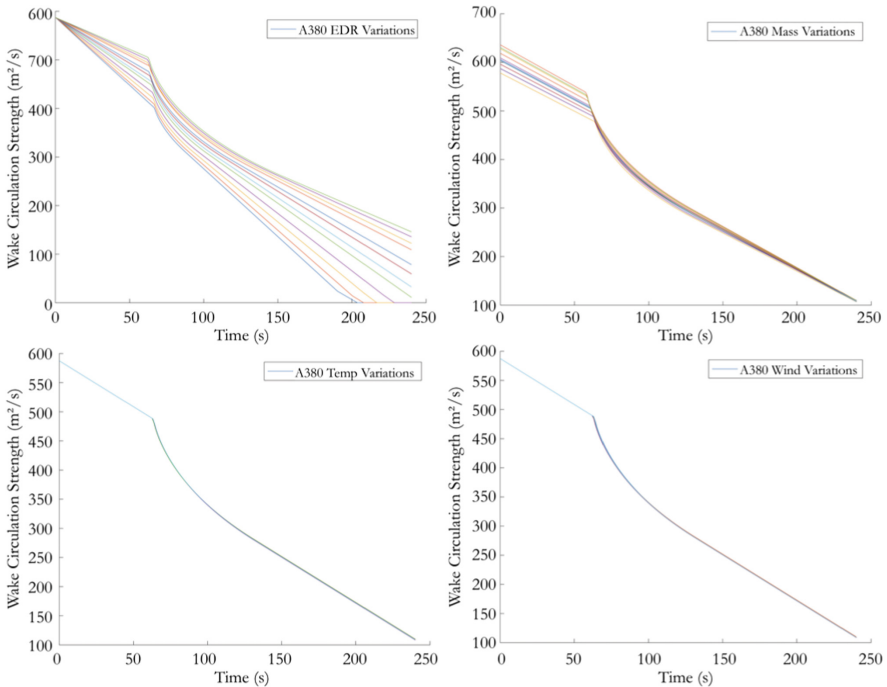 A380 EDR Variations
Wake Circulation Strength (m²/s)
600
700
400
300
200
100
0
0 50 100 150 200 250
Time (s)
A380 Mass Variations
Wake Circulation Strength (m²/s)
700
600
500
400
300
200
100
0 50 100 150 200 250
Time (s)
A380 Temp Variations
Wake Circulation Strength (m²/s)
600
550
500
450
400
350
300
250
200
150
100
0 50 100 150 200 250
Time (s)
A380 Wind Variations
Wake Circulation Strength (m²/s)
600
550
500
450
400
350
300
250
200
150
100
0 50 100 150 200 250
Time (s)